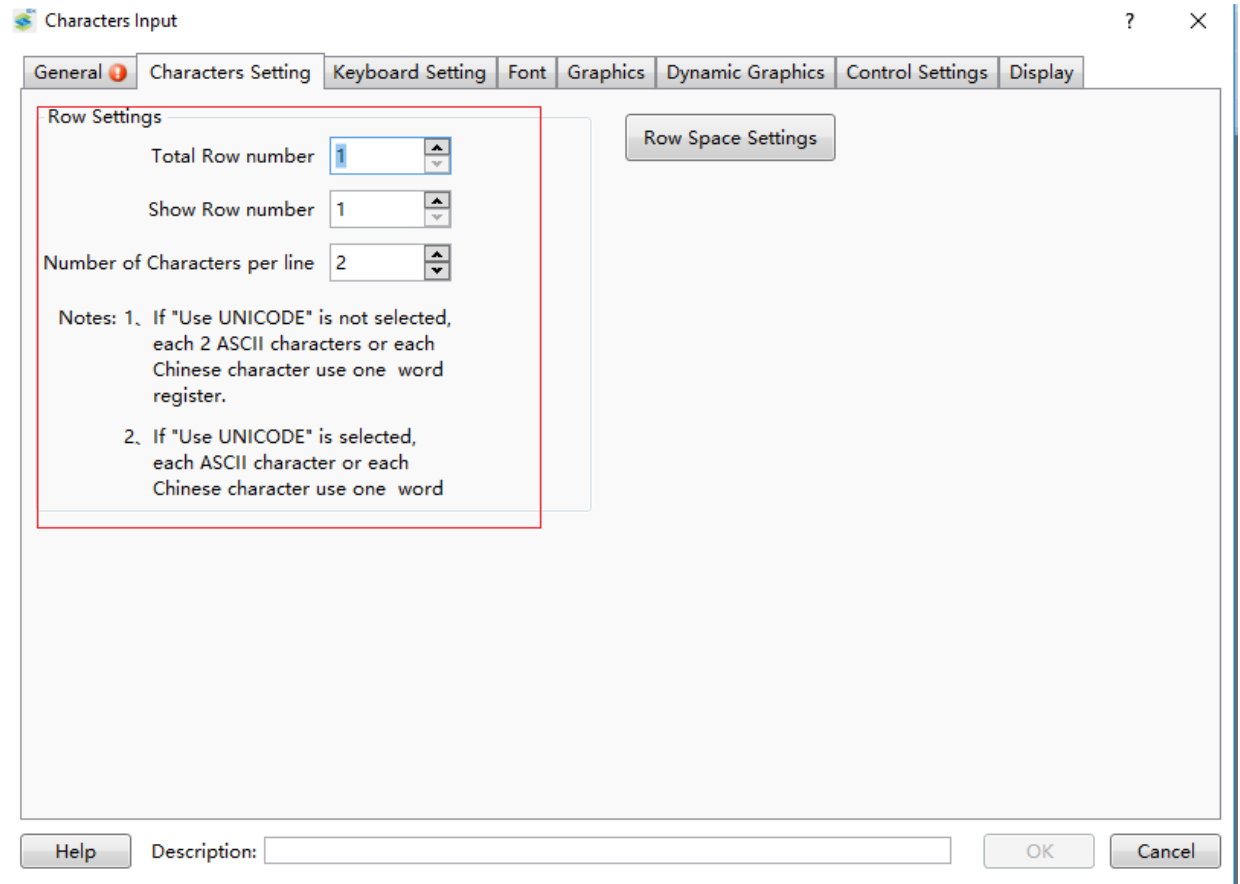 Characters Input
?
General
Characters Setting
Keyboard Setting
Font
Graphics
Dynamic Graphics
Control Settings
Display
Row Settings
Total Row number 1
Show Row number 1
Number of Characters per line 2
Notes: 1、If "Use UNICODE" is not selected,
each 2 ASCII characters or each
Chinese character use one  word
register.
2、If "Use UNICODE" is selected,
each ASCII character or each
Chinese character use one  word
Row Space Settings
Help
Description:
OK
Cancel